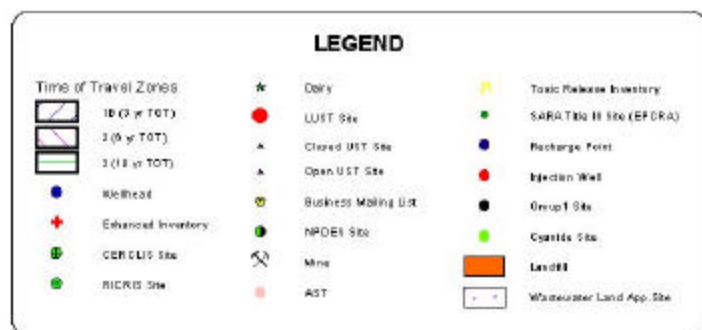 LEGEND
Time of Travel Zones
1B (3 yr TOT)
2 (6 yr TOT)
3 (10 yr TOT)
Wellhead
Enhanced Inventory
CERCLIS Site
RICRIS Site
Dairy
LUST Site
Closed UST Site
Open UST Site
Business Mailing List
NPDES Site
Mine
AST
Toxic Release Inventory
SARA Title III Site (EPCRA)
Recharge Point
Injection Well
Group1 Site
Cyanide Site
Landfill
Wastewater Land App.Site